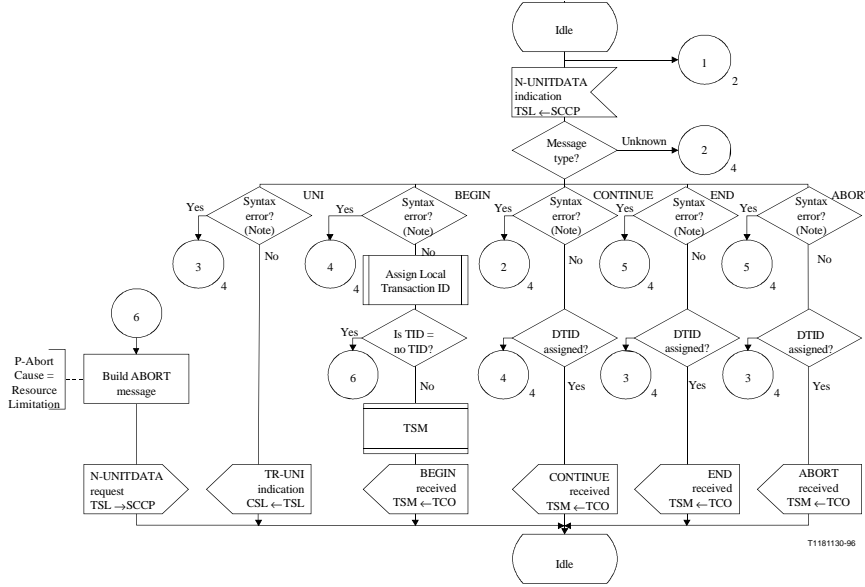 Idle
1
2
N-UNITDATA
indication
TSL ←SCCP
Message
type?
Unknown
2
4
UNI
BEGIN
CONTINUE
END
ABORT
Yes
Syntax
error?
(Note)
Yes
Syntax
error?
(Note)
Yes
Syntax
error?
(Note)
Yes
Syntax
error?
(Note)
Yes
Syntax
error?
(Note)
No
No
No
No
No
3
4
4
4
2
4
5
4
5
4
Assign Local
Transaction ID
6
Yes
Is TID =
no TID?
DTID
assigned?
DTID
assigned?
DTID
assigned?
P-Abort
Cause =
Resource
Limitation
Build ABORT
message
6
No
4
4
Yes
3
4
Yes
3
4
Yes
TSM
N-UNITDATA
request
TSL →SCCP
TR-UNI
indication
CSL ←TSL
BEGIN
received
TSM ←TCO
CONTINUE
received
TSM ←TCO
END
received
TSM ←TCO
ABORT
received
TSM ←TCO
T1181130-96
Idle